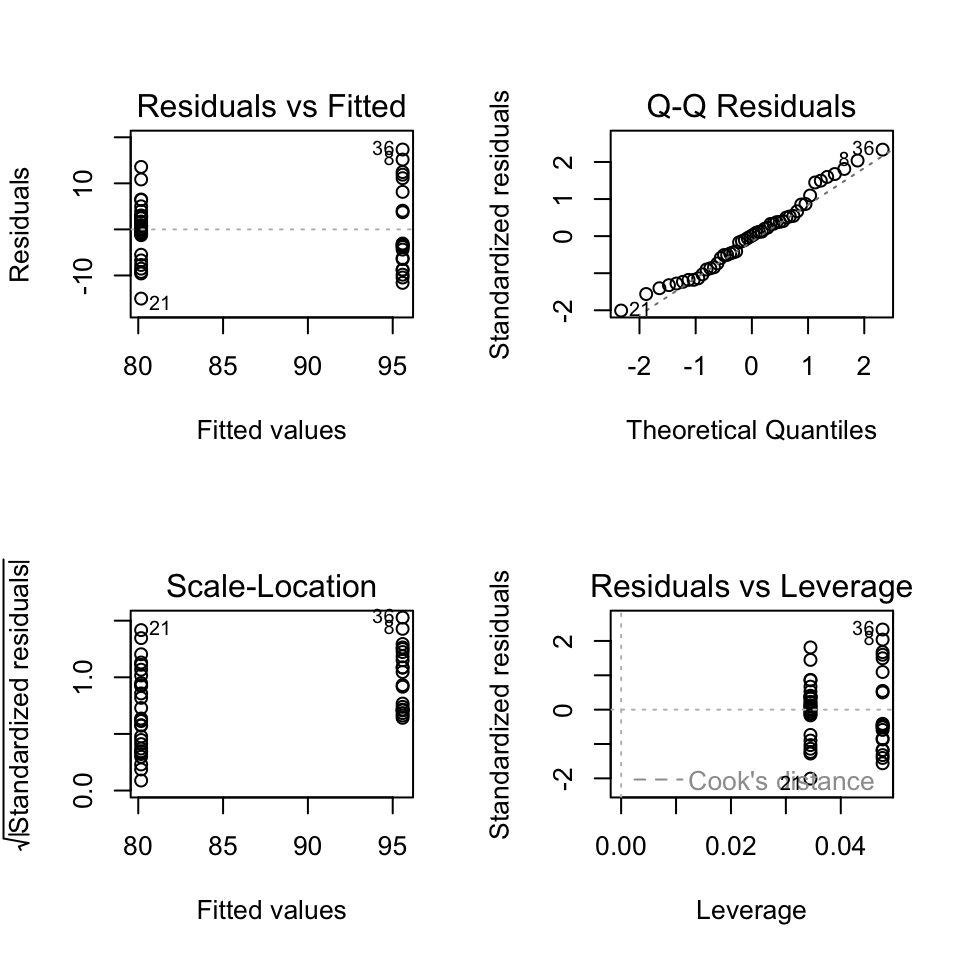 Residuals vs Fitted
Residuals
10
-10
36
8
21
80 85 90 95
Fitted values
Q-Q Residuals
Standardized residuals
2
1
0
-2
36
8
21
-2 -1 0 1 2
Theoretical Quantiles
Scale-Location
√|Standardized residuals|
1.0
0.0
21
36
8
80 85 90 95
Fitted values
Residuals vs Leverage
Standardized residuals
2
0
-2
36
8
21
Cook's distance
0.00 0.02 0.04
Leverage